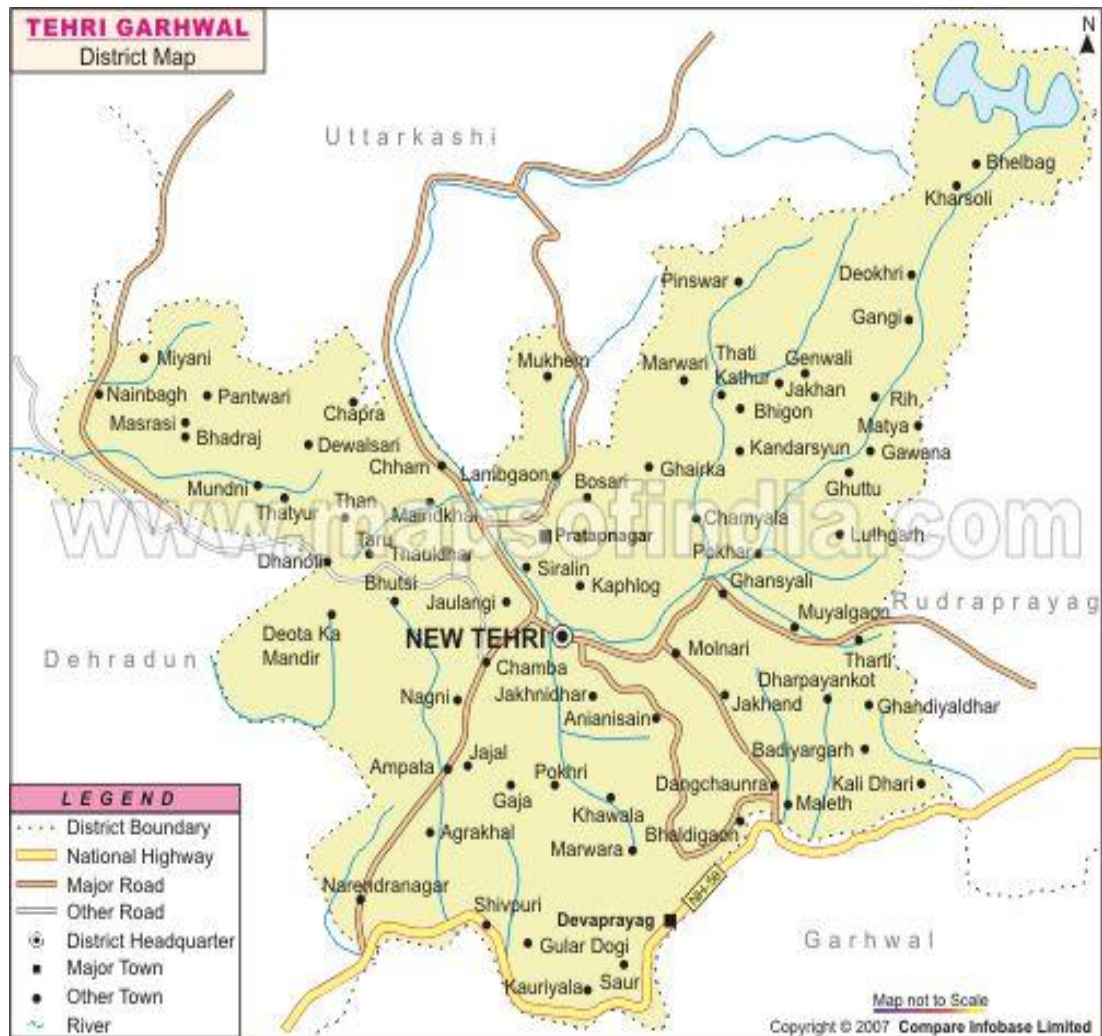 TEHRI GARHWAL
District Map
N
Uttarkashi
Bhelbag
Kharsoli
Pinswar
Deokhri
Gangi
Miyani
Mukhem
Marwari
Thati
Kathur
Genwali
Jakhan
Nainbagh
Pantwari
Chapra
Bhigon
Rih
Masrasi
Bhadraj
Matya
Dewalsari
Kandarsyun
Gawana
Chham
Lambgaon
Ghairka
Bosari
Ghuttu
Mundni
Thatyur
Than
Maindkhal
www.mapsofindia.com
Chamyala
Luthgarh
Pratapnagar
Taru
Thauldhar
Pokhar
Dhanolti
Siralin
Kaphlog
Ghansyali
Bhutsi
Jaulangi
Rudraprayag
Muyalgaon
NEW TEHRI
Deota Ka
Mandir
Molnari
Tharti
Dehradun
Chamba
Dharpayankot
Nagni
Jakhnidhar
Jakhand
Ghahdiyaldhar
Anianisain
Badiyargarh
Ampata
Jajal
Pokhri
Dangchaunra
Kali Dhari
Gaja
Khawala
Maleth
Agrakhal
Marwara
Bhaldigaon
Narendranagar
NH-58
Shivpuri
Devaprayag
Gular Dogi
Garhwal
Saur
Kauriyala
LEGEND
District Boundary
National Highway
Major Road
Other Road
District Headquarter
Major Town
Other Town
River
Map not to Scale
Copyright © 2007 Compare Infobase Limited